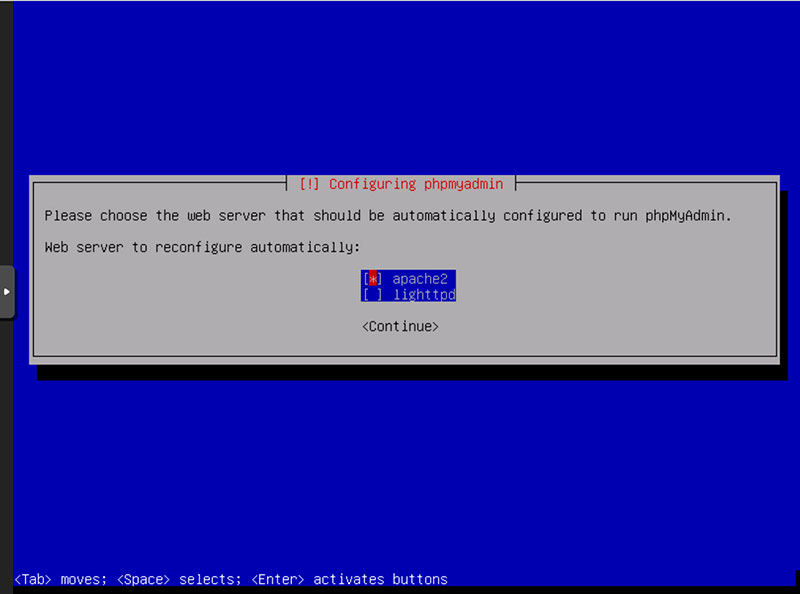 [!] Configuring phpmyadmin
Please choose the web server that should be automatically configured to run phpMyAdmin.
Web server to reconfigure automatically:
[*] apache2
[ ] lighttpd
<Continue>
<Tab> moves; <Space> selects; <Enter> activates buttons